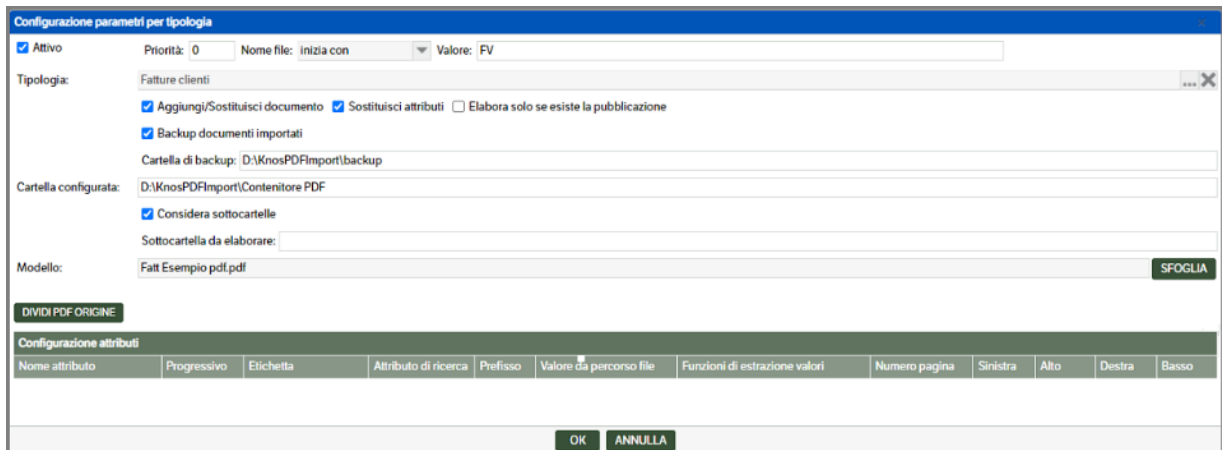 Configurazione parametri per tipologia
Attivo Priorità: 0 Nome file: inizia con Valore: FV
Tipologia: Fatture clienti ...
Aggiungi/Sostituisci documento Sostituisci attributi Elabora solo se esiste la pubblicazione
Backup documenti importati
Cartella di backup: D:\KnosPDFImport\backup
Cartella configurata: D:\KnosPDFImport\Contenitore PDF
Considera sottocartelle
Sottocartella da elaborare:
Modello: Fatt Esempio pdf.pdf SFOGLIA
DIVIDI PDF ORIGINE
Configurazione attributi
Nome attributo Progressivo Etichetta Attributo di ricerca Prefisso Valore da percorso file Funzioni di estrazione valori Numero pagina Sinistra Alto Destra Basso
OK ANNULLA